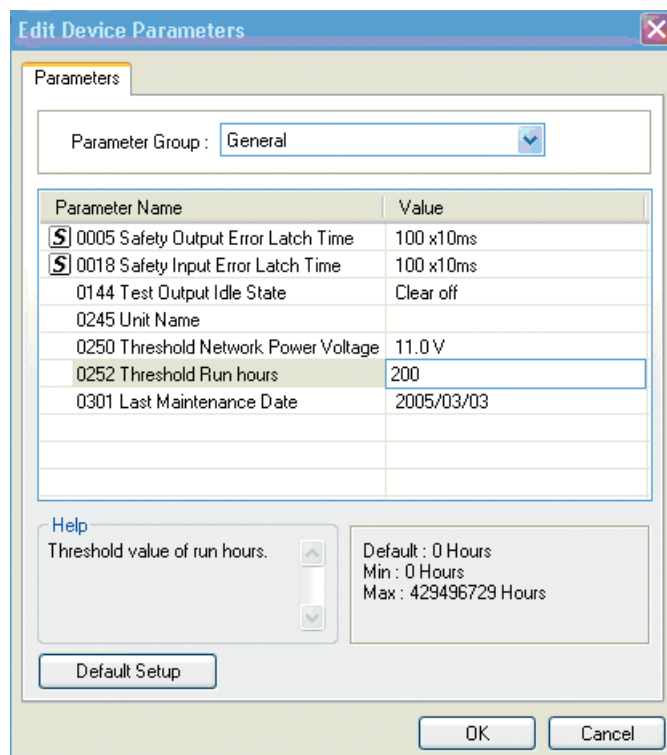 Edit Device Parameters
Parameters
Parameter Group : General
Parameter Name Value
S 0005 Safety Output Error Latch Time 100 x10ms
S 0018 Safety Input Error Latch Time 100 x10ms
0144 Test Output Idle State Clear off
0245 Unit Name
0250 Threshold Network Power Voltage 11.0 V
0252 Threshold Run hours 200
0301 Last Maintenance Date 2005/03/03
Help
Threshold value of run hours.
Default : 0 Hours
Min : 0 Hours
Max : 429496729 Hours
Default Setup
OK Cancel